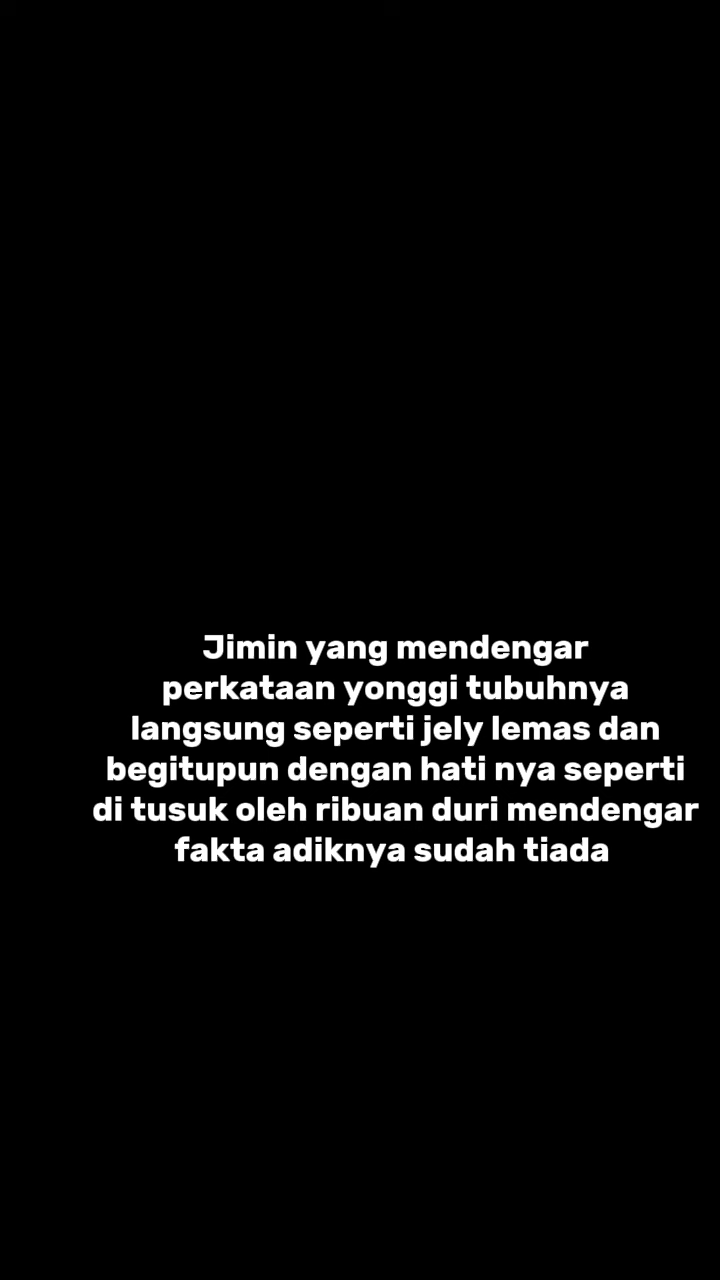 Jimin yang mendengar
perkataan yonggi tubuhnya
langsung seperti jely lemas dan
begitupun dengan hati nya seperti
di tusuk oleh ribuan duri mendengar
fakta adiknya sudah tiada